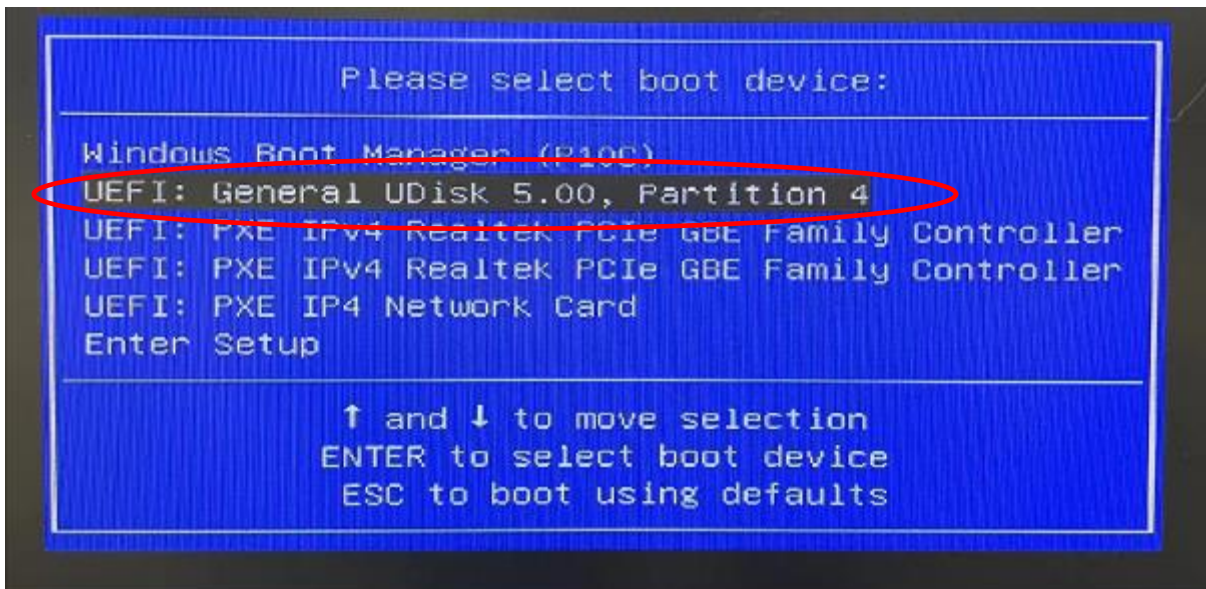 Please select boot device:
Windows Boot Manager (P10C)
UEFI: General UDisk 5.00, Partition 4
UEFI: PXE IPv4 Realtek PCIe GBE Family Controller
UEFI: PXE IPv4 Realtek PCIe GBE Family Controller
UEFI: PXE IP4 Network Card
Enter Setup
↑ and ↓ to move selection
ENTER to select boot device
ESC to boot using defaults